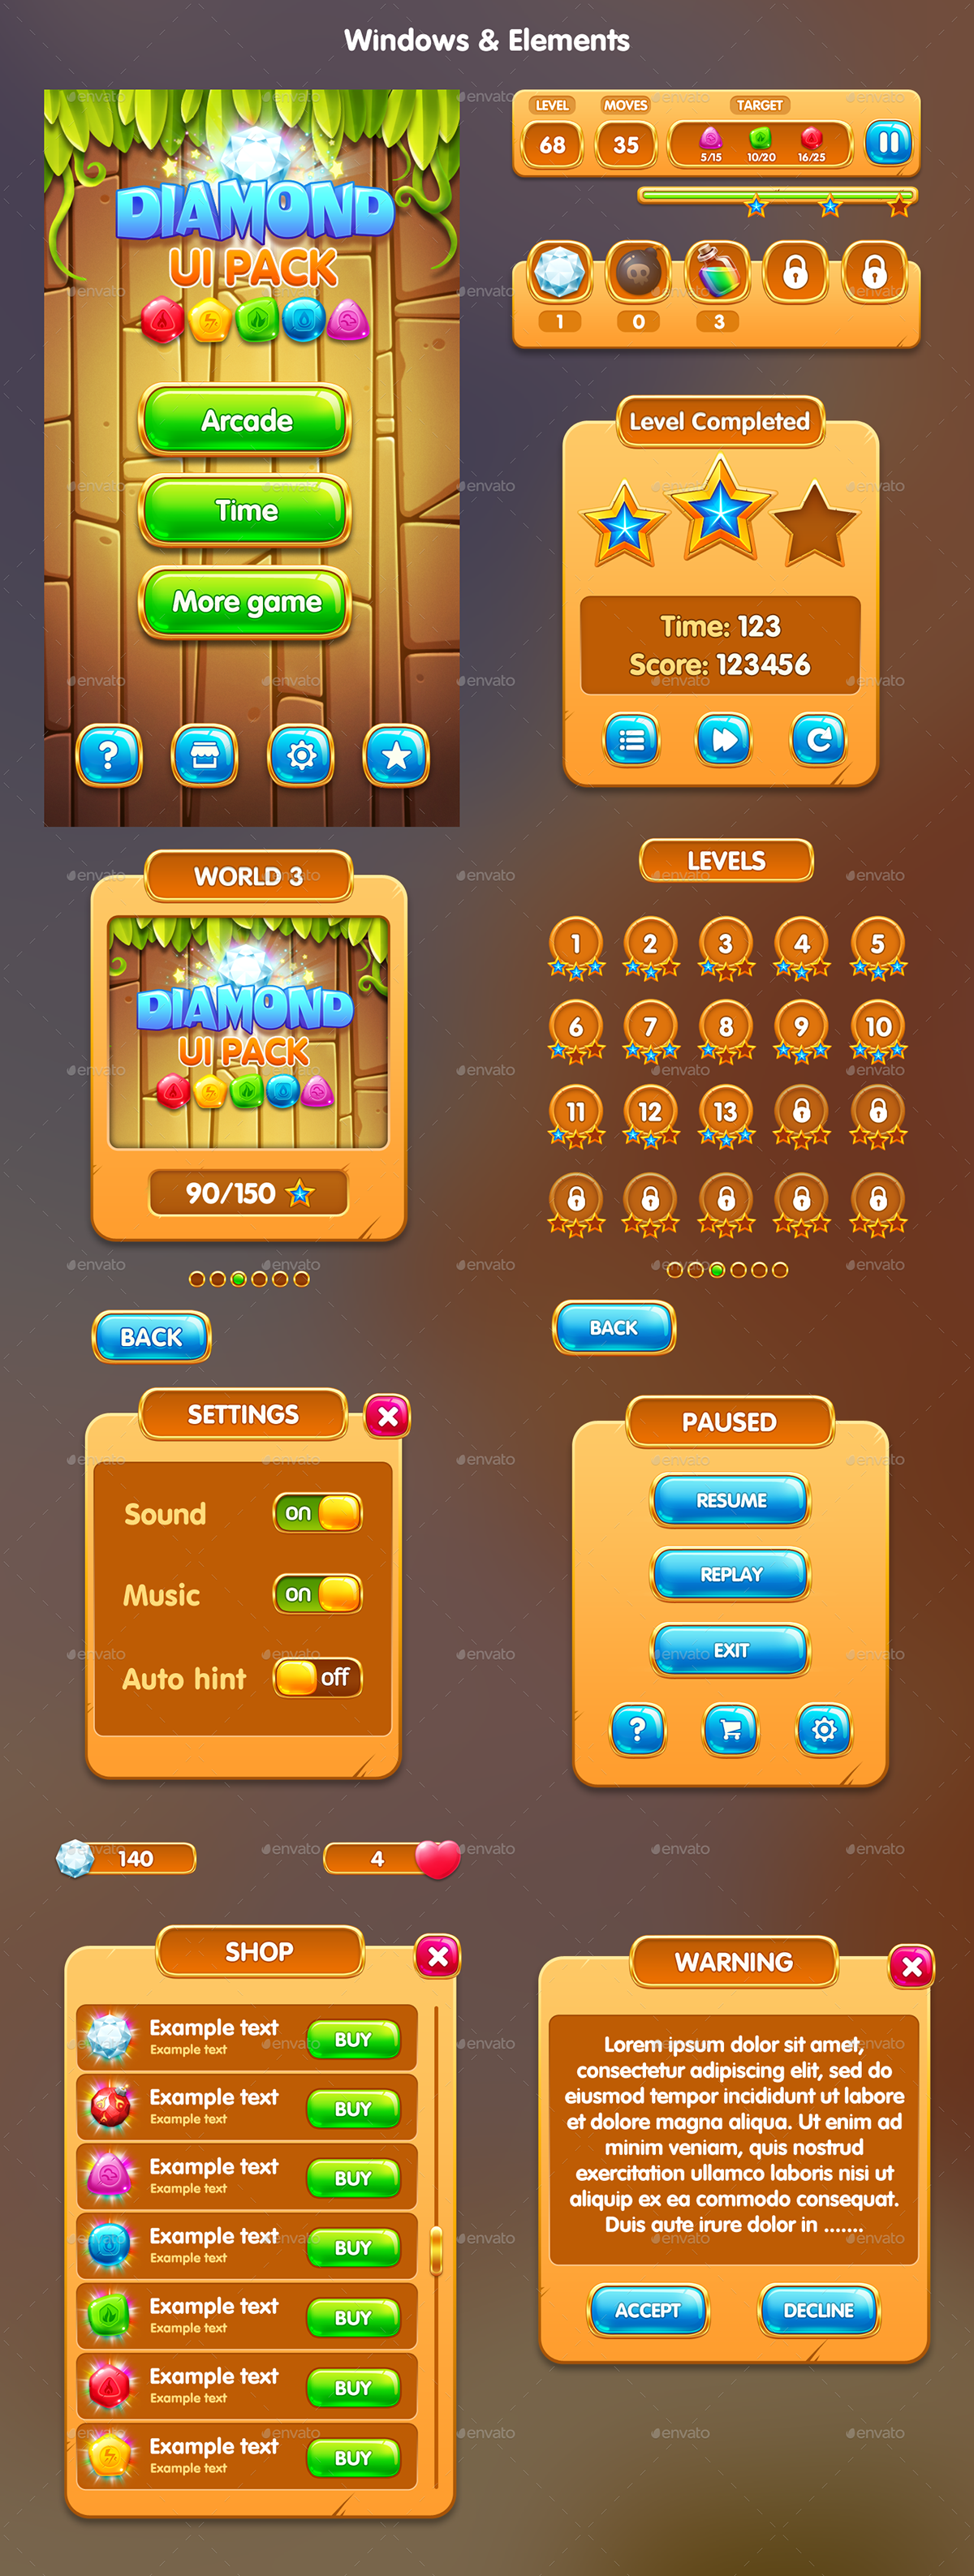 Windows & Elements
DIAMOND
UI PACK
Arcade
Time
More game
?
LEVEL MOVES TARGET
68 35
5/15 10/20 16/25
1 0 3
Level Completed
Time: 123
Score: 123456
WORLD 3
DIAMOND
UI PACK
90/150
BACK
LEVELS
1 2 3 4 5
6 7 8 9 10
11 12 13
BACK
SETTINGS
Sound on
Music on
Auto hint off
PAUSED
RESUME
REPLAY
EXIT
?
140
4
SHOP
Example text
Example text
BUY
Example text
Example text
BUY
Example text
Example text
BUY
Example text
Example text
BUY
Example text
Example text
BUY
Example text
Example text
BUY
Example text
Example text
BUY
WARNING
Lorem ipsum dolor sit amet,
consectetur adipiscing elit, sed do
eiusmod tempor incididunt ut labore
et dolore magna aliqua. Ut enim ad
minim veniam, quis nostrud
exercitation ullamco laboris nisi ut
aliquip ex ea commodo consequat.
Duis aute irure dolor in .......
ACCEPT DECLINE
envato